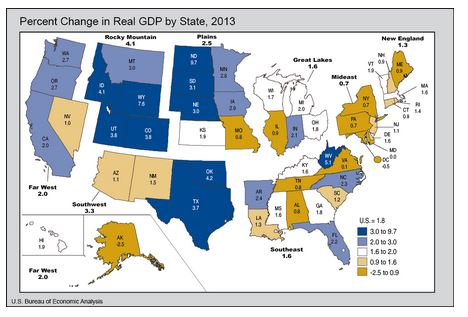 Percent Change in Real GDP by State, 2013
Rocky Mountain
4.1
Plains
2.5
New England
1.3
Great Lakes
1.6
Mideast
0.7
WA
2.7
MT
3.0
ND
9.7
MN
2.8
NH
0.9
VT
1.9
ME
0.9
OR
2.7
ID
4.1
SD
3.1
WI
1.7
MI
2.0
NY
0.7
MA
1.6
RI
1.4
CT
0.9
WY
7.6
IA
2.9
PA
0.7
NJ
1.1
NE
3.0
NV
1.0
UT
3.8
CO
3.8
IL
0.9
IN
2.1
OH
1.8
DE
1.6
MD
0.0
DC
-0.5
CA
2.0
KS
1.9
MO
0.8
WV
5.1
VA
0.1
KY
1.6
AZ
1.1
NM
1.5
OK
4.2
AR
2.4
TN
0.8
NC
2.3
SC
1.2
Far West
2.0
Southwest
3.3
TX
3.7
LA
1.3
MS
1.6
AL
0.8
GA
1.8
FL
2.2
Southeast
1.6
HI
1.9
Far West
2.0
AK
-2.5
U.S. = 1.8
3.0 to 9.7
2.0 to 3.0
1.6 to 2.0
0.9 to 1.6
-2.5 to 0.9
U.S. Bureau of Economic Analysis